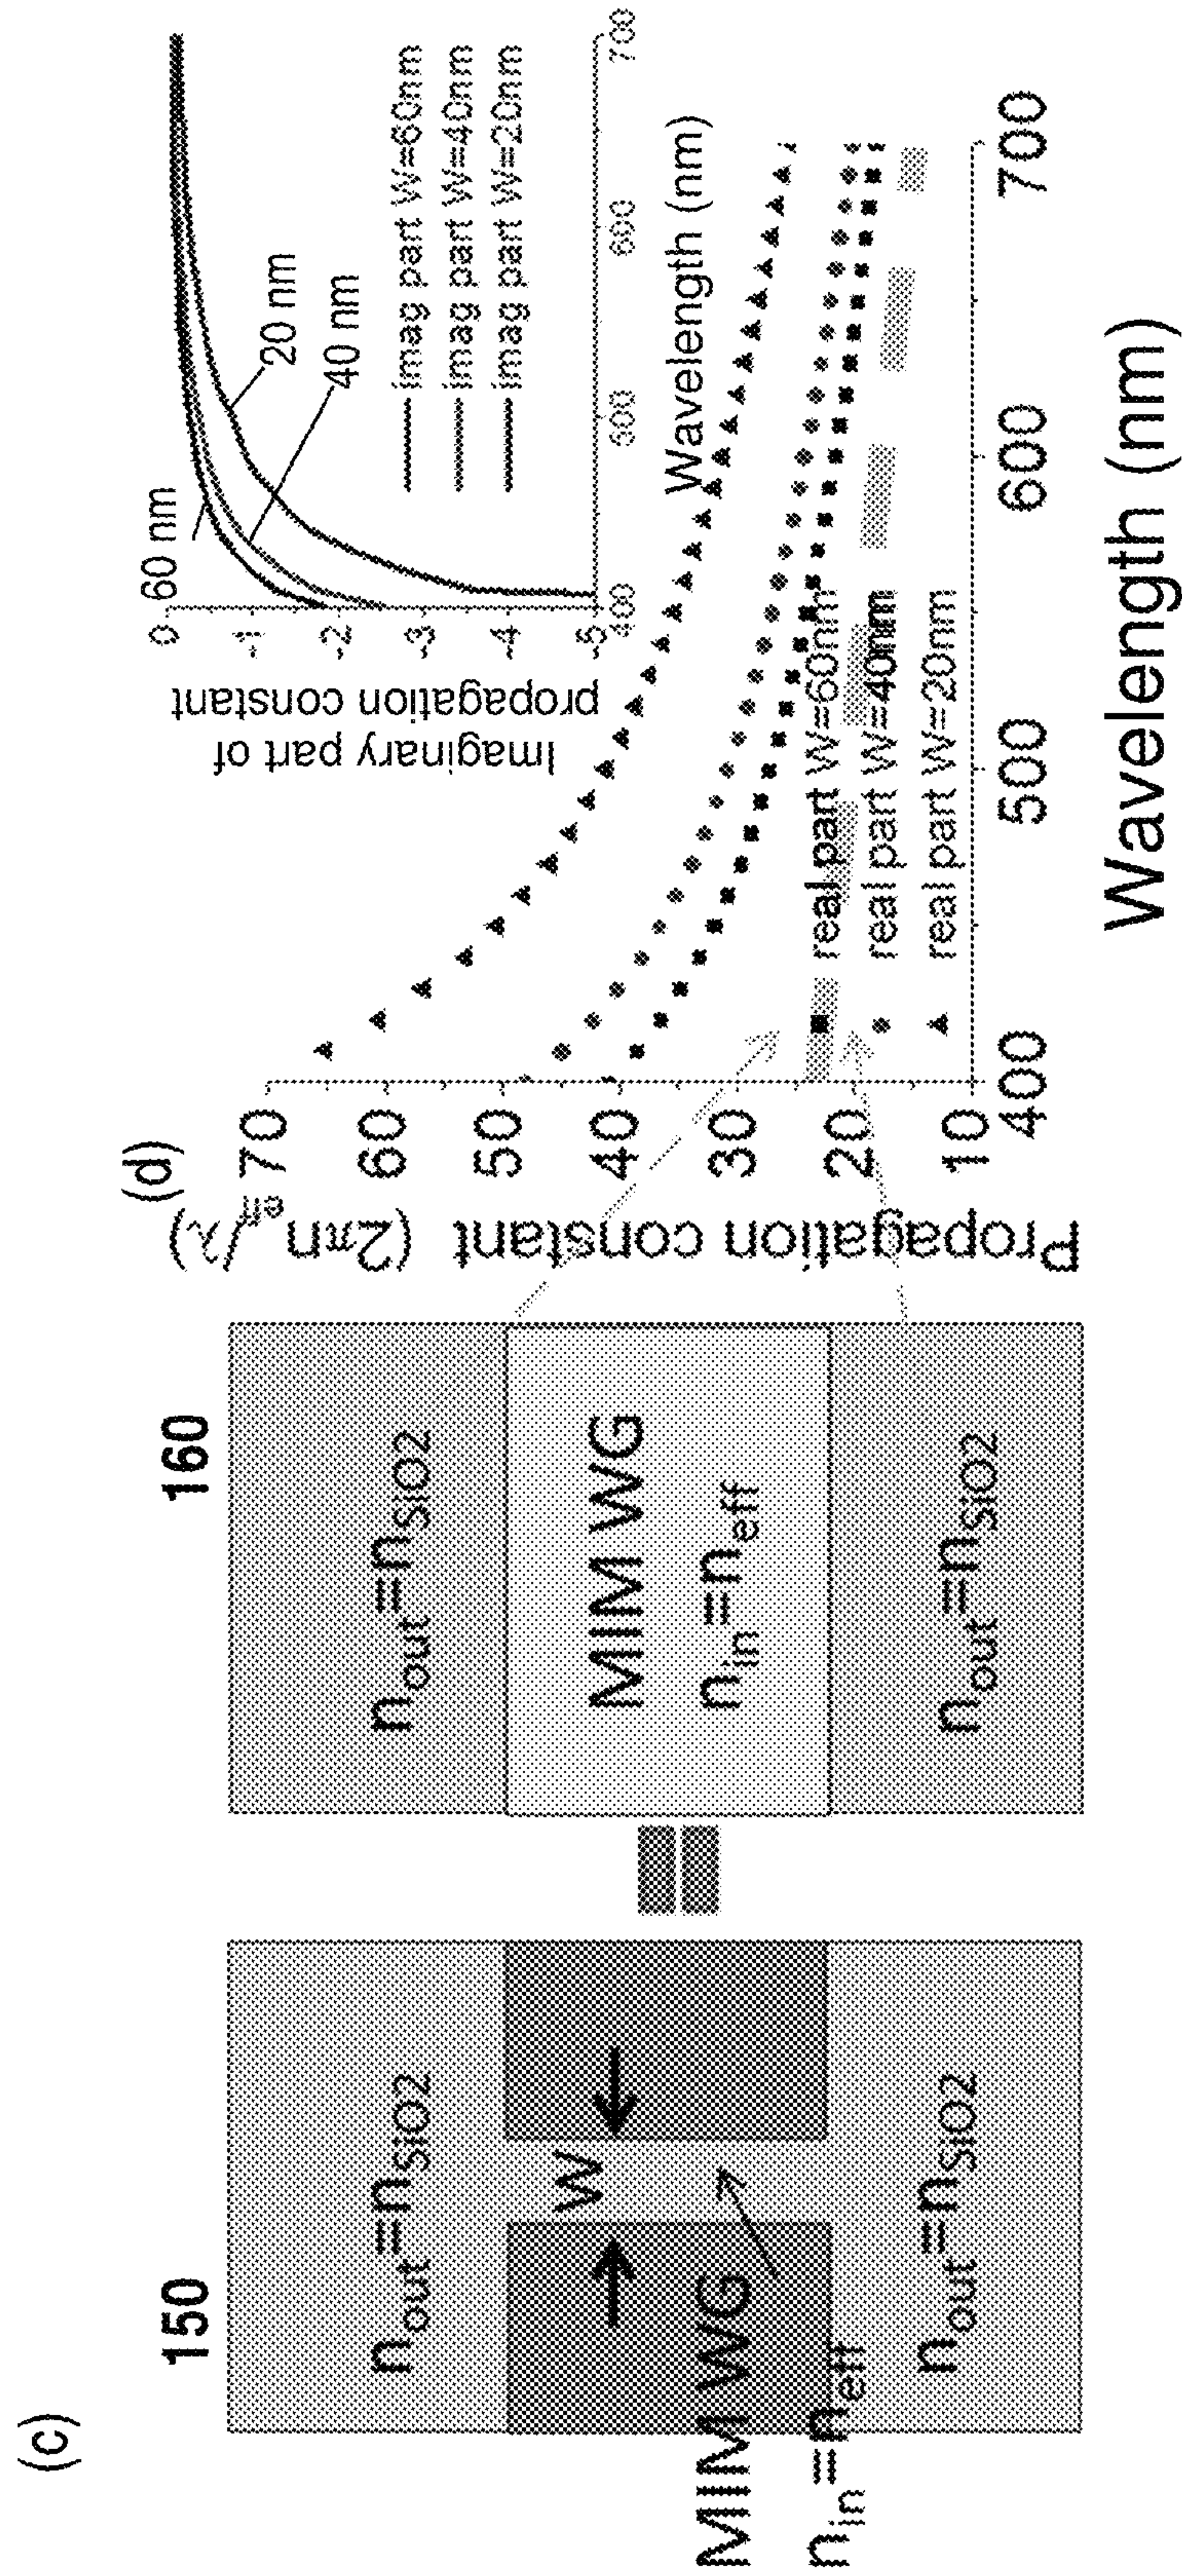 (c)
150
n_out=n_SiO2
W
MIM WG
n_in=n_eff
n_out=n_SiO2
160
n_out=n_SiO2
MIM WG
n_in=n_eff
n_out=n_SiO2
(d)
Propagation constant (2πn_eff/λ)
70
60
50
40
30
20
10
400
500
600
700
Wavelength (nm)
real part W=60nm
real part W=40nm
real part W=20nm
Imaginary part of
propagation constant
0
-1
-2
-3
-4
-5
400
500
600
700
Wavelength (nm)
60 nm
20 nm
40 nm
imag part W=60nm
imag part W=40nm
imag part W=20nm